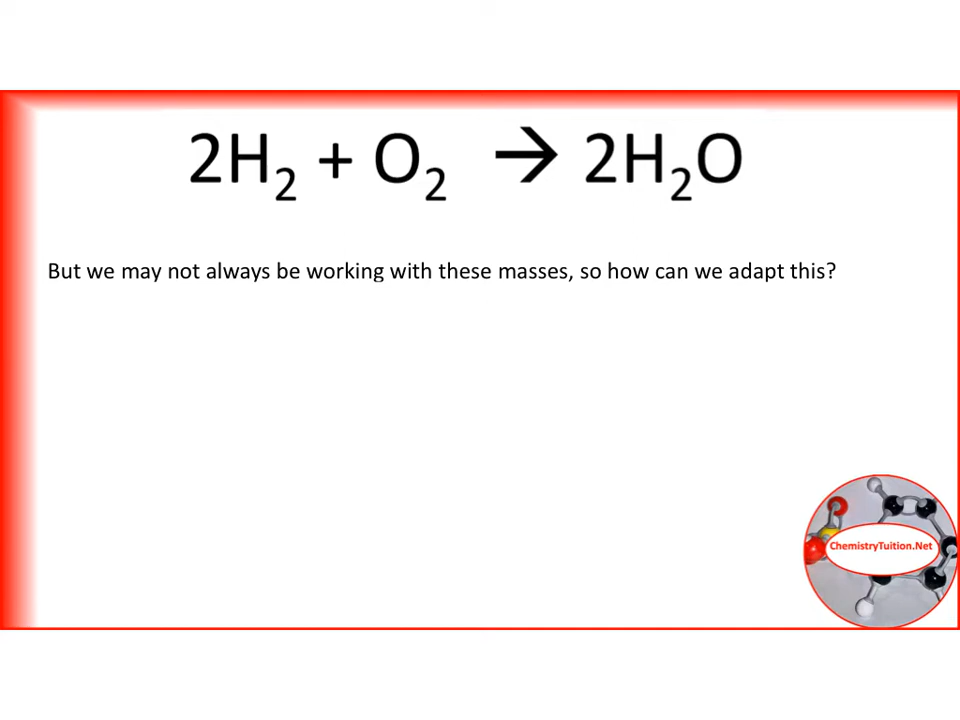 2H₂ + O₂ → 2H₂O
But we may not always be working with these masses, so how can we adapt this?
ChemistryTuition.Net